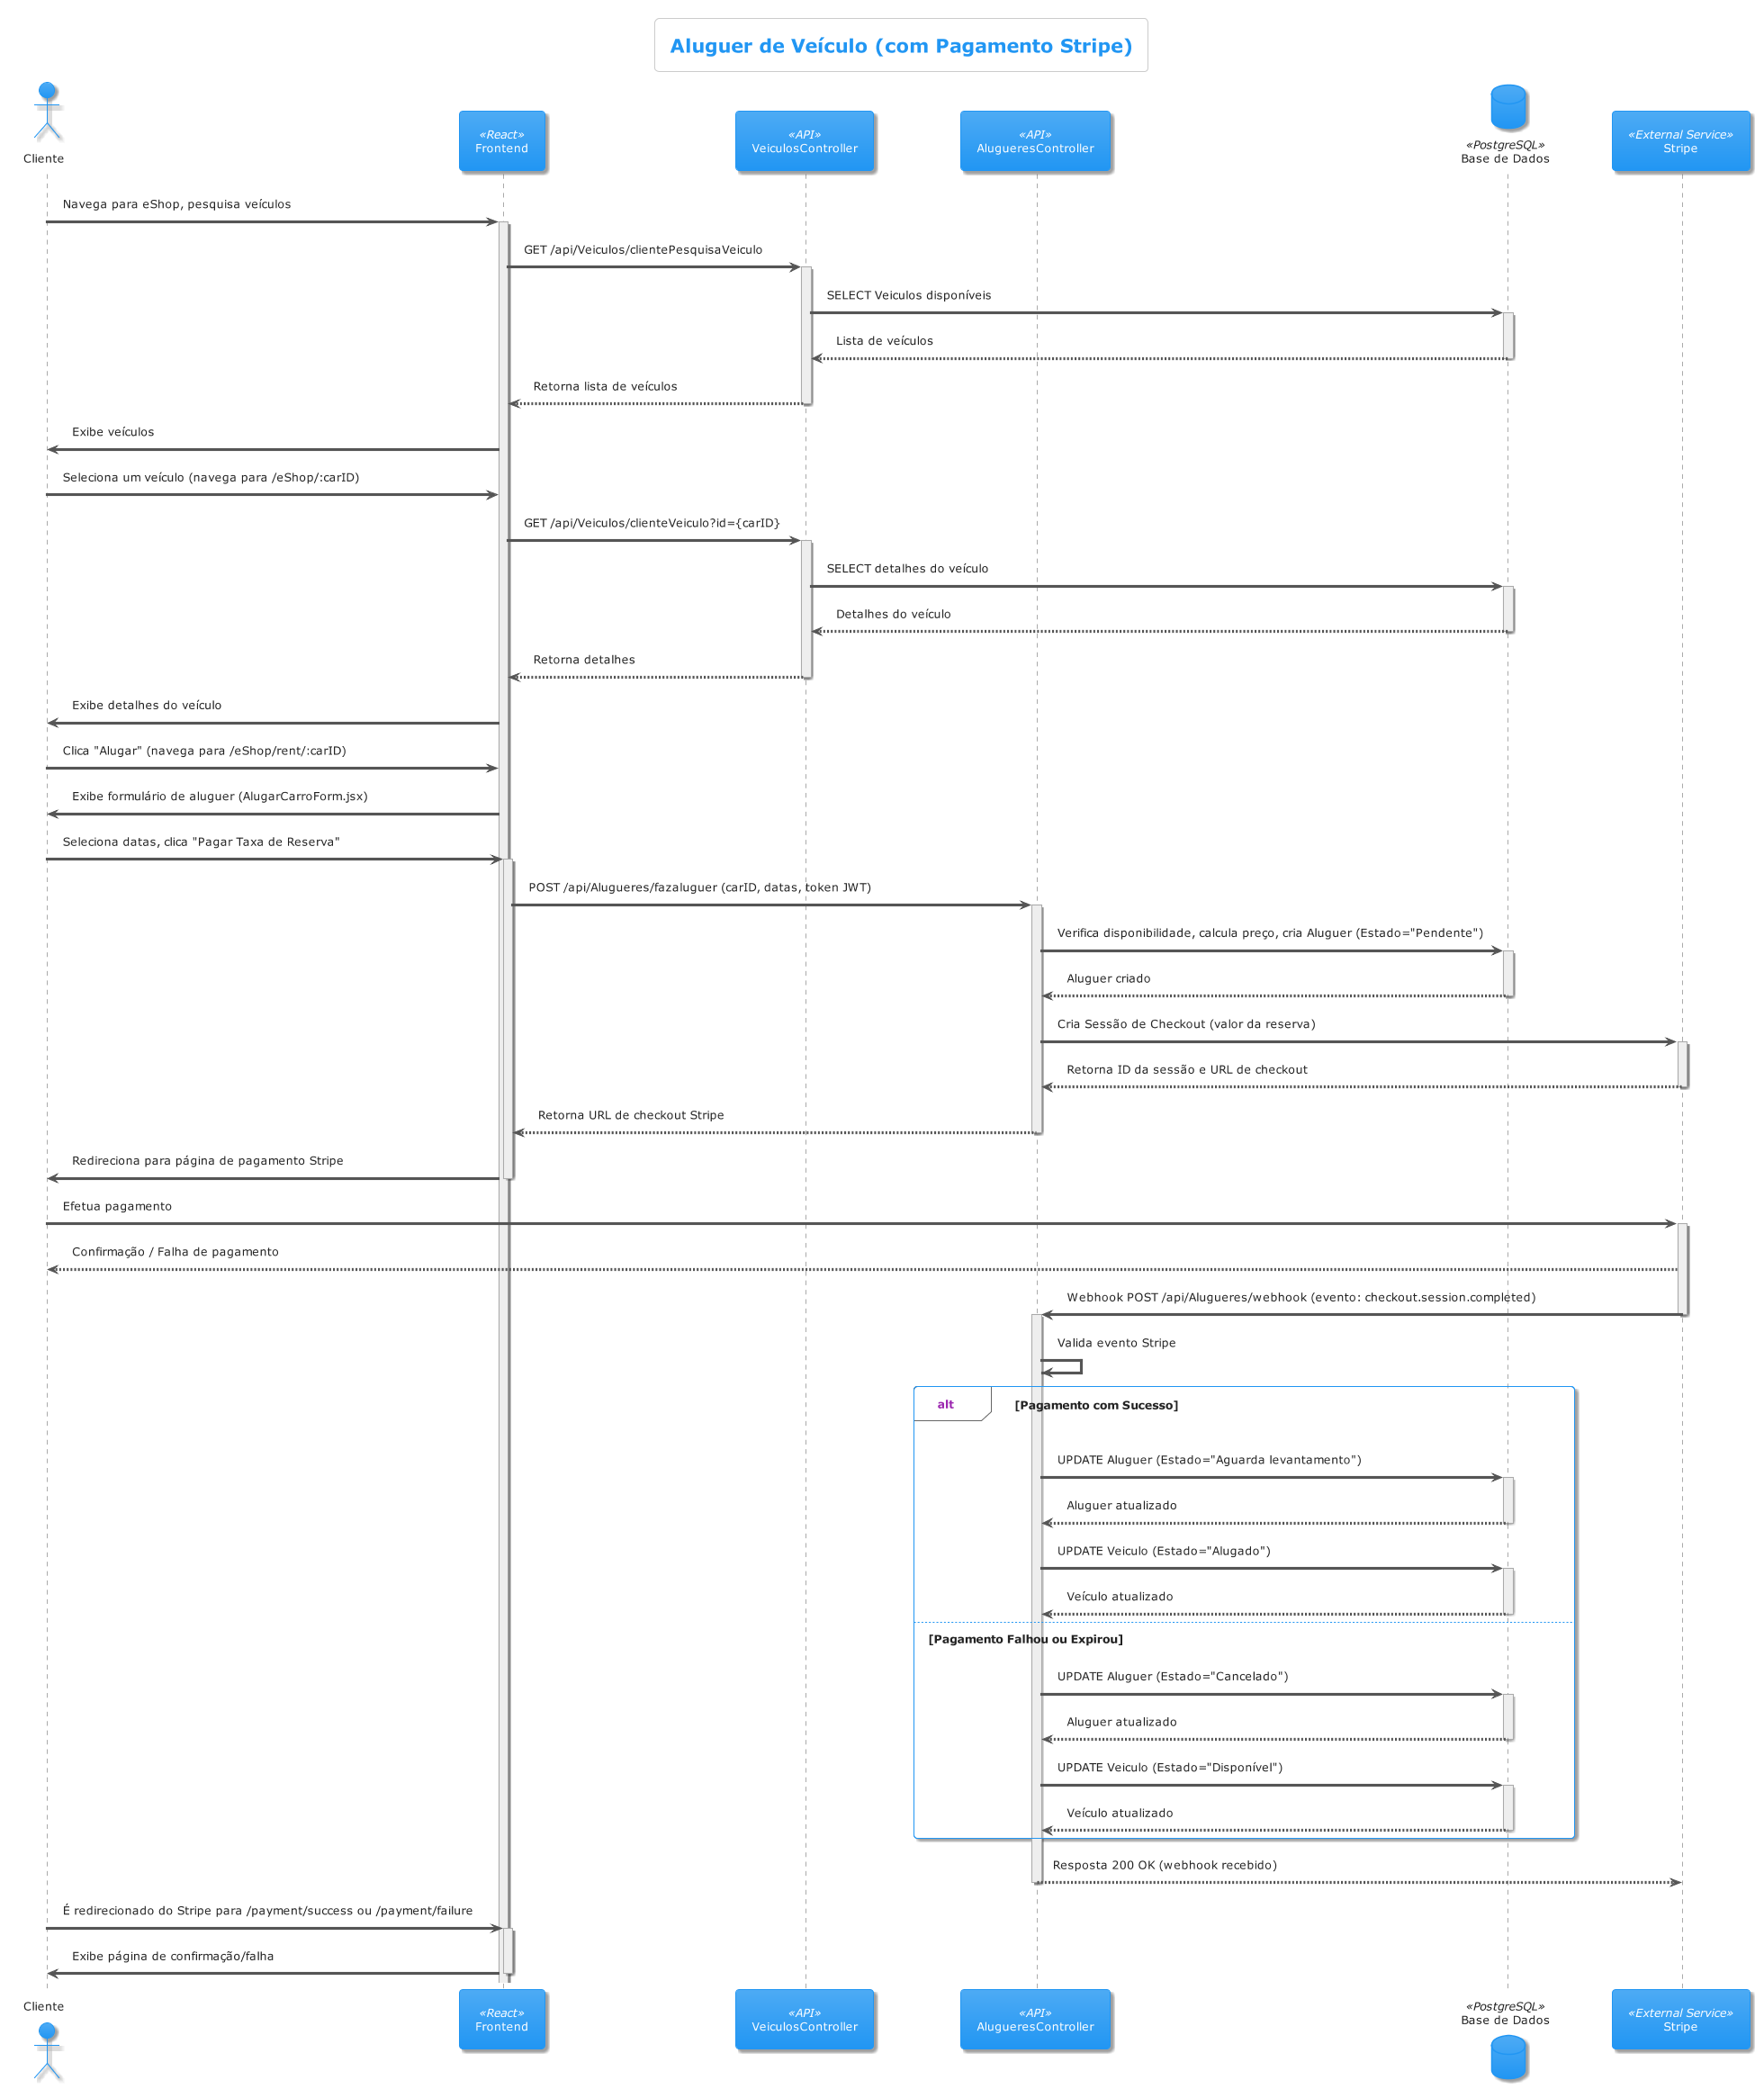 Aluguer de Veículo (com Pagamento Stripe)
Cliente
«React»
Frontend
«API»
VeiculosController
«API»
AlugueresController
«PostgreSQL»
Base de Dados
«External Service»
Stripe
Navega para eShop, pesquisa veículos
GET /api/Veiculos/clientePesquisaVeiculo
SELECT Veiculos disponíveis
Lista de veículos
Retorna lista de veículos
Exibe veículos
Seleciona um veículo (navega para /eShop/:carID)
GET /api/Veiculos/clienteVeiculo?id={carID}
SELECT detalhes do veículo
Detalhes do veículo
Retorna detalhes
Exibe detalhes do veículo
Clica "Alugar" (navega para /eShop/rent/:carID)
Exibe formulário de aluguer (AlugarCarroForm.jsx)
Seleciona datas, clica "Pagar Taxa de Reserva"
POST /api/Alugueres/fazaluguer (carID, datas, token JWT)
Verifica disponibilidade, calcula preço, cria Aluguer (Estado="Pendente")
Aluguer criado
Cria Sessão de Checkout (valor da reserva)
Retorna ID da sessão e URL de checkout
Retorna URL de checkout Stripe
Redireciona para página de pagamento Stripe
Efetua pagamento
Confirmação / Falha de pagamento
Webhook POST /api/Alugueres/webhook (evento: checkout.session.completed)
Valida evento Stripe
alt [Pagamento com Sucesso]
UPDATE Aluguer (Estado="Aguarda levantamento")
Aluguer atualizado
UPDATE Veiculo (Estado="Alugado")
Veículo atualizado
[Pagamento Falhou ou Expirou]
UPDATE Aluguer (Estado="Cancelado")
Aluguer atualizado
UPDATE Veiculo (Estado="Disponível")
Veículo atualizado
Resposta 200 OK (webhook recebido)
É redirecionado do Stripe para /payment/success ou /payment/failure
Exibe página de confirmação/falha
Cliente
«React»
Frontend
«API»
VeiculosController
«API»
AlugueresController
«PostgreSQL»
Base de Dados
«External Service»
Stripe